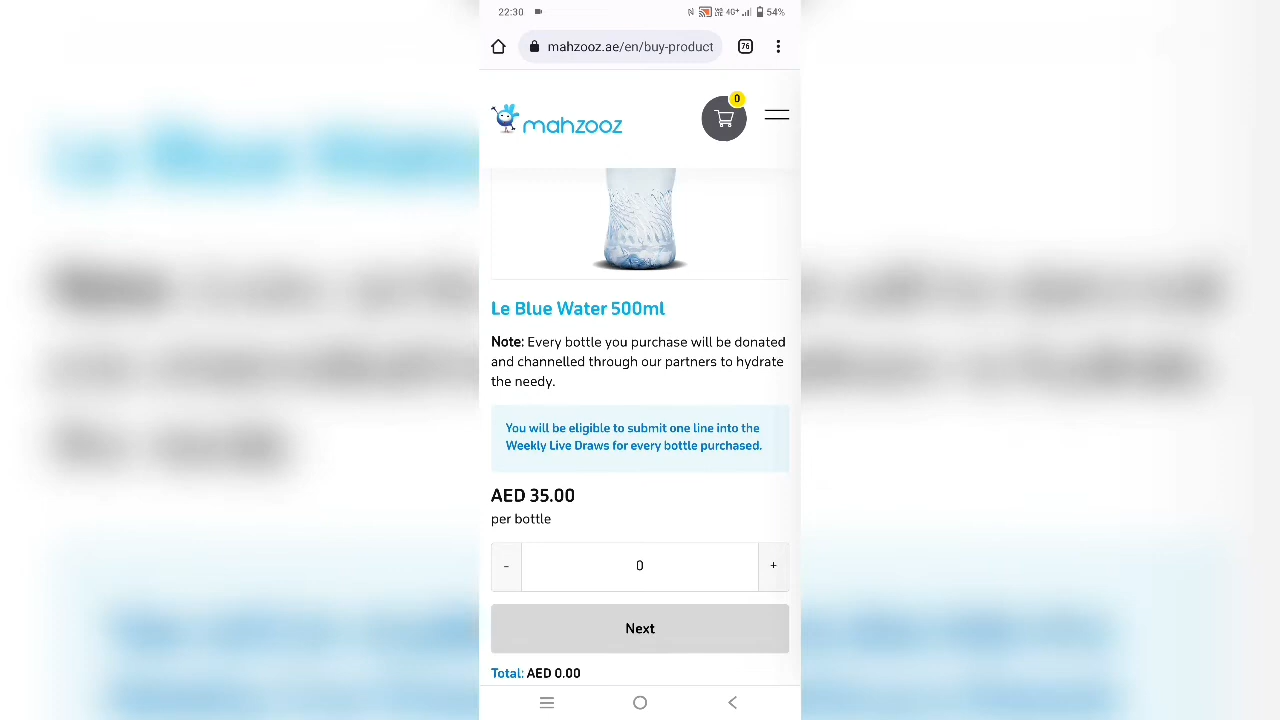 22:30
4G+ 54%
mahzooz.ae/en/buy-product
76
0
mahzooz
Le Blue Water 500ml
Note: Every bottle you purchase will be donated
and channelled through our partners to hydrate
the needy.
You will be eligible to submit one line into the
Weekly Live Draws for every bottle purchased.
AED 35.00
per bottle
- 0 +
Next
Total: AED 0.00